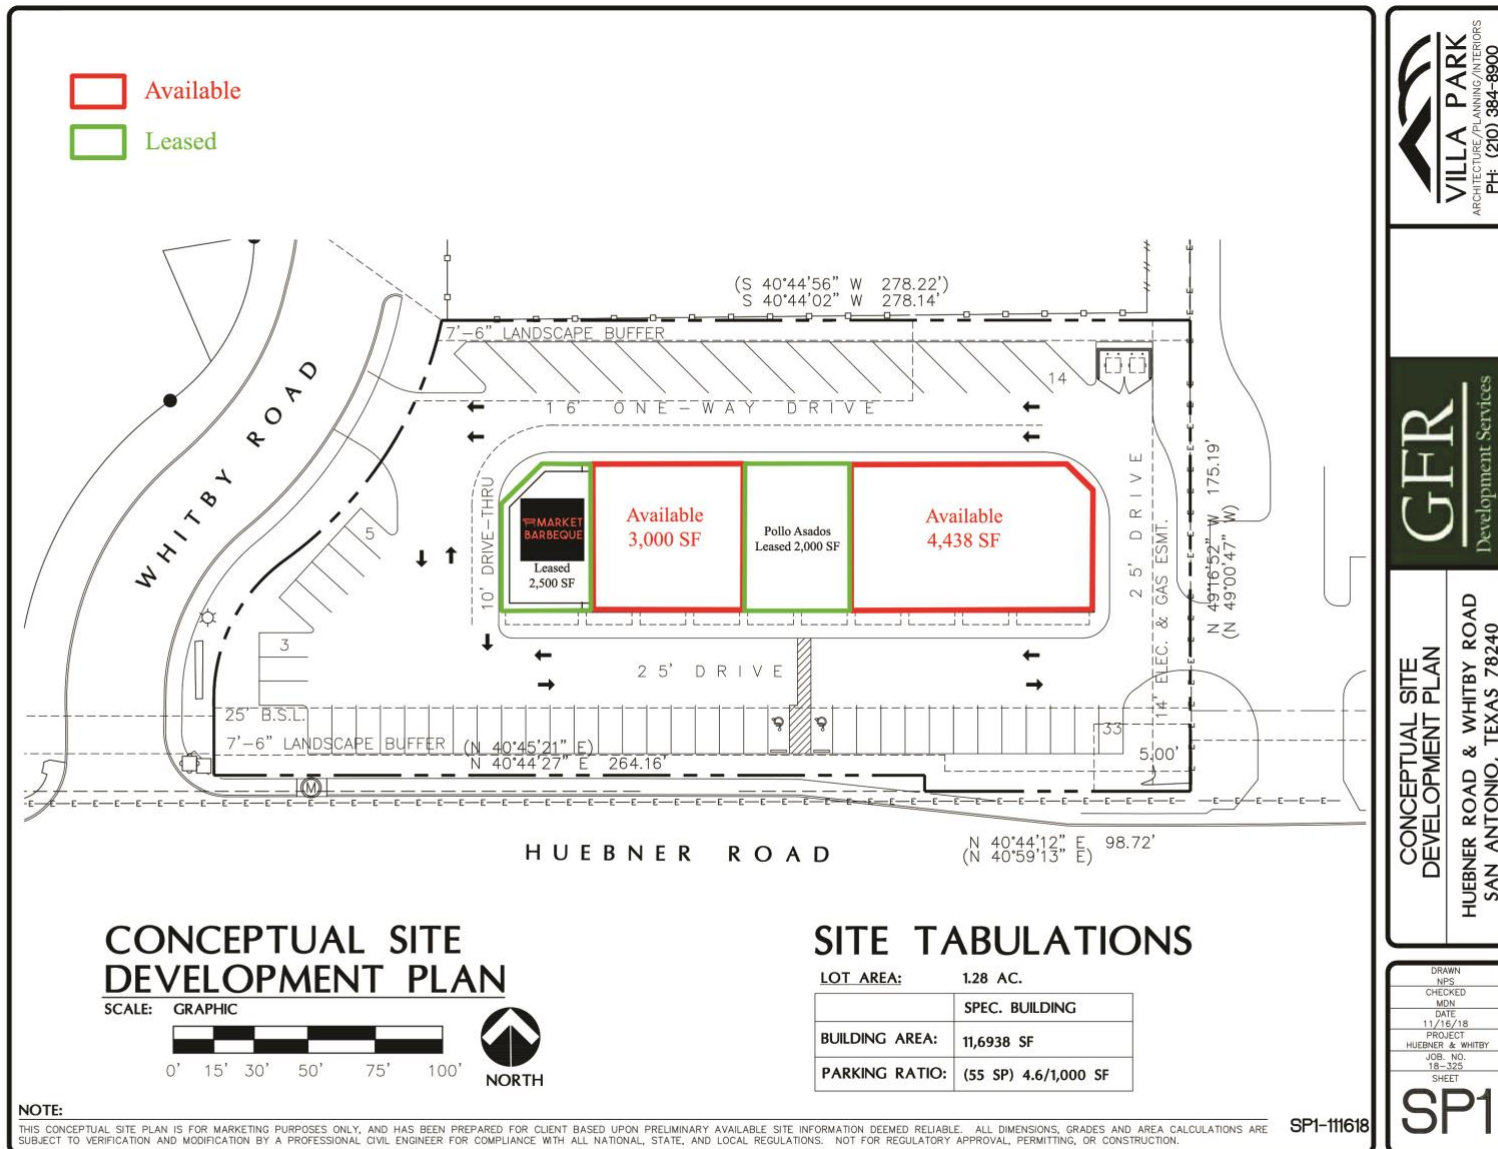 Available
Leased
(S 40°44'56" W 278.22')
S 40°44'02" W 278.14'
7'-6" LANDSCAPE BUFFER
14
16' ONE-WAY DRIVE
WHITBY ROAD
5
3
10' DRIVE-THRU
MARKET
BARBEQUE
Leased
2,500 SF
Available
3,000 SF
Pollo Asados
Leased 2,000 SF
Available
4,438 SF
25' DRIVE
14' ELEC. & GAS ESMT.
N 49°16'52" W 175.19'
(N 49°00'47" W)
25' DRIVE
25' B.S.L.
7'-6" LANDSCAPE BUFFER
(N 40°45'21" E)
N 40°44'27" E 264.16'
33
5.00'
M
E E E E E E E E E E E E E E E E E E E E E E E E E E E E E E E E E E
HUEBNER ROAD
N 40°44'12" E 98.72'
(N 40°59'13" E)
CONCEPTUAL SITE
DEVELOPMENT PLAN
SCALE: GRAPHIC
0' 15' 30' 50' 75' 100'
NORTH
SITE TABULATIONS
LOT AREA: 1.28 AC.
SPEC. BUILDING
BUILDING AREA: 11,6938 SF
PARKING RATIO: (55 SP) 4.6/1,000 SF
NOTE:
THIS CONCEPTUAL SITE PLAN IS FOR MARKETING PURPOSES ONLY, AND HAS BEEN PREPARED FOR CLIENT BASED UPON PRELIMINARY AVAILABLE SITE INFORMATION DEEMED RELIABLE. ALL DIMENSIONS, GRADES AND AREA CALCULATIONS ARE
SUBJECT TO VERIFICATION AND MODIFICATION BY A PROFESSIONAL CIVIL ENGINEER FOR COMPLIANCE WITH ALL NATIONAL, STATE, AND LOCAL REGULATIONS. NOT FOR REGULATORY APPROVAL, PERMITTING, OR CONSTRUCTION.
SP1-111618
VILLA PARK
ARCHITECTURE/PLANNING/INTERIORS
PH: (210) 384-8900
GFR
Development Services
CONCEPTUAL SITE
DEVELOPMENT PLAN
HUEBNER ROAD & WHITBY ROAD
SAN ANTONIO, TEXAS 78240
DRAWN
NPS
CHECKED
MDN
DATE
11/16/18
PROJECT
HUEBNER & WHITBY
JOB. NO.
18-325
SHEET
SP1